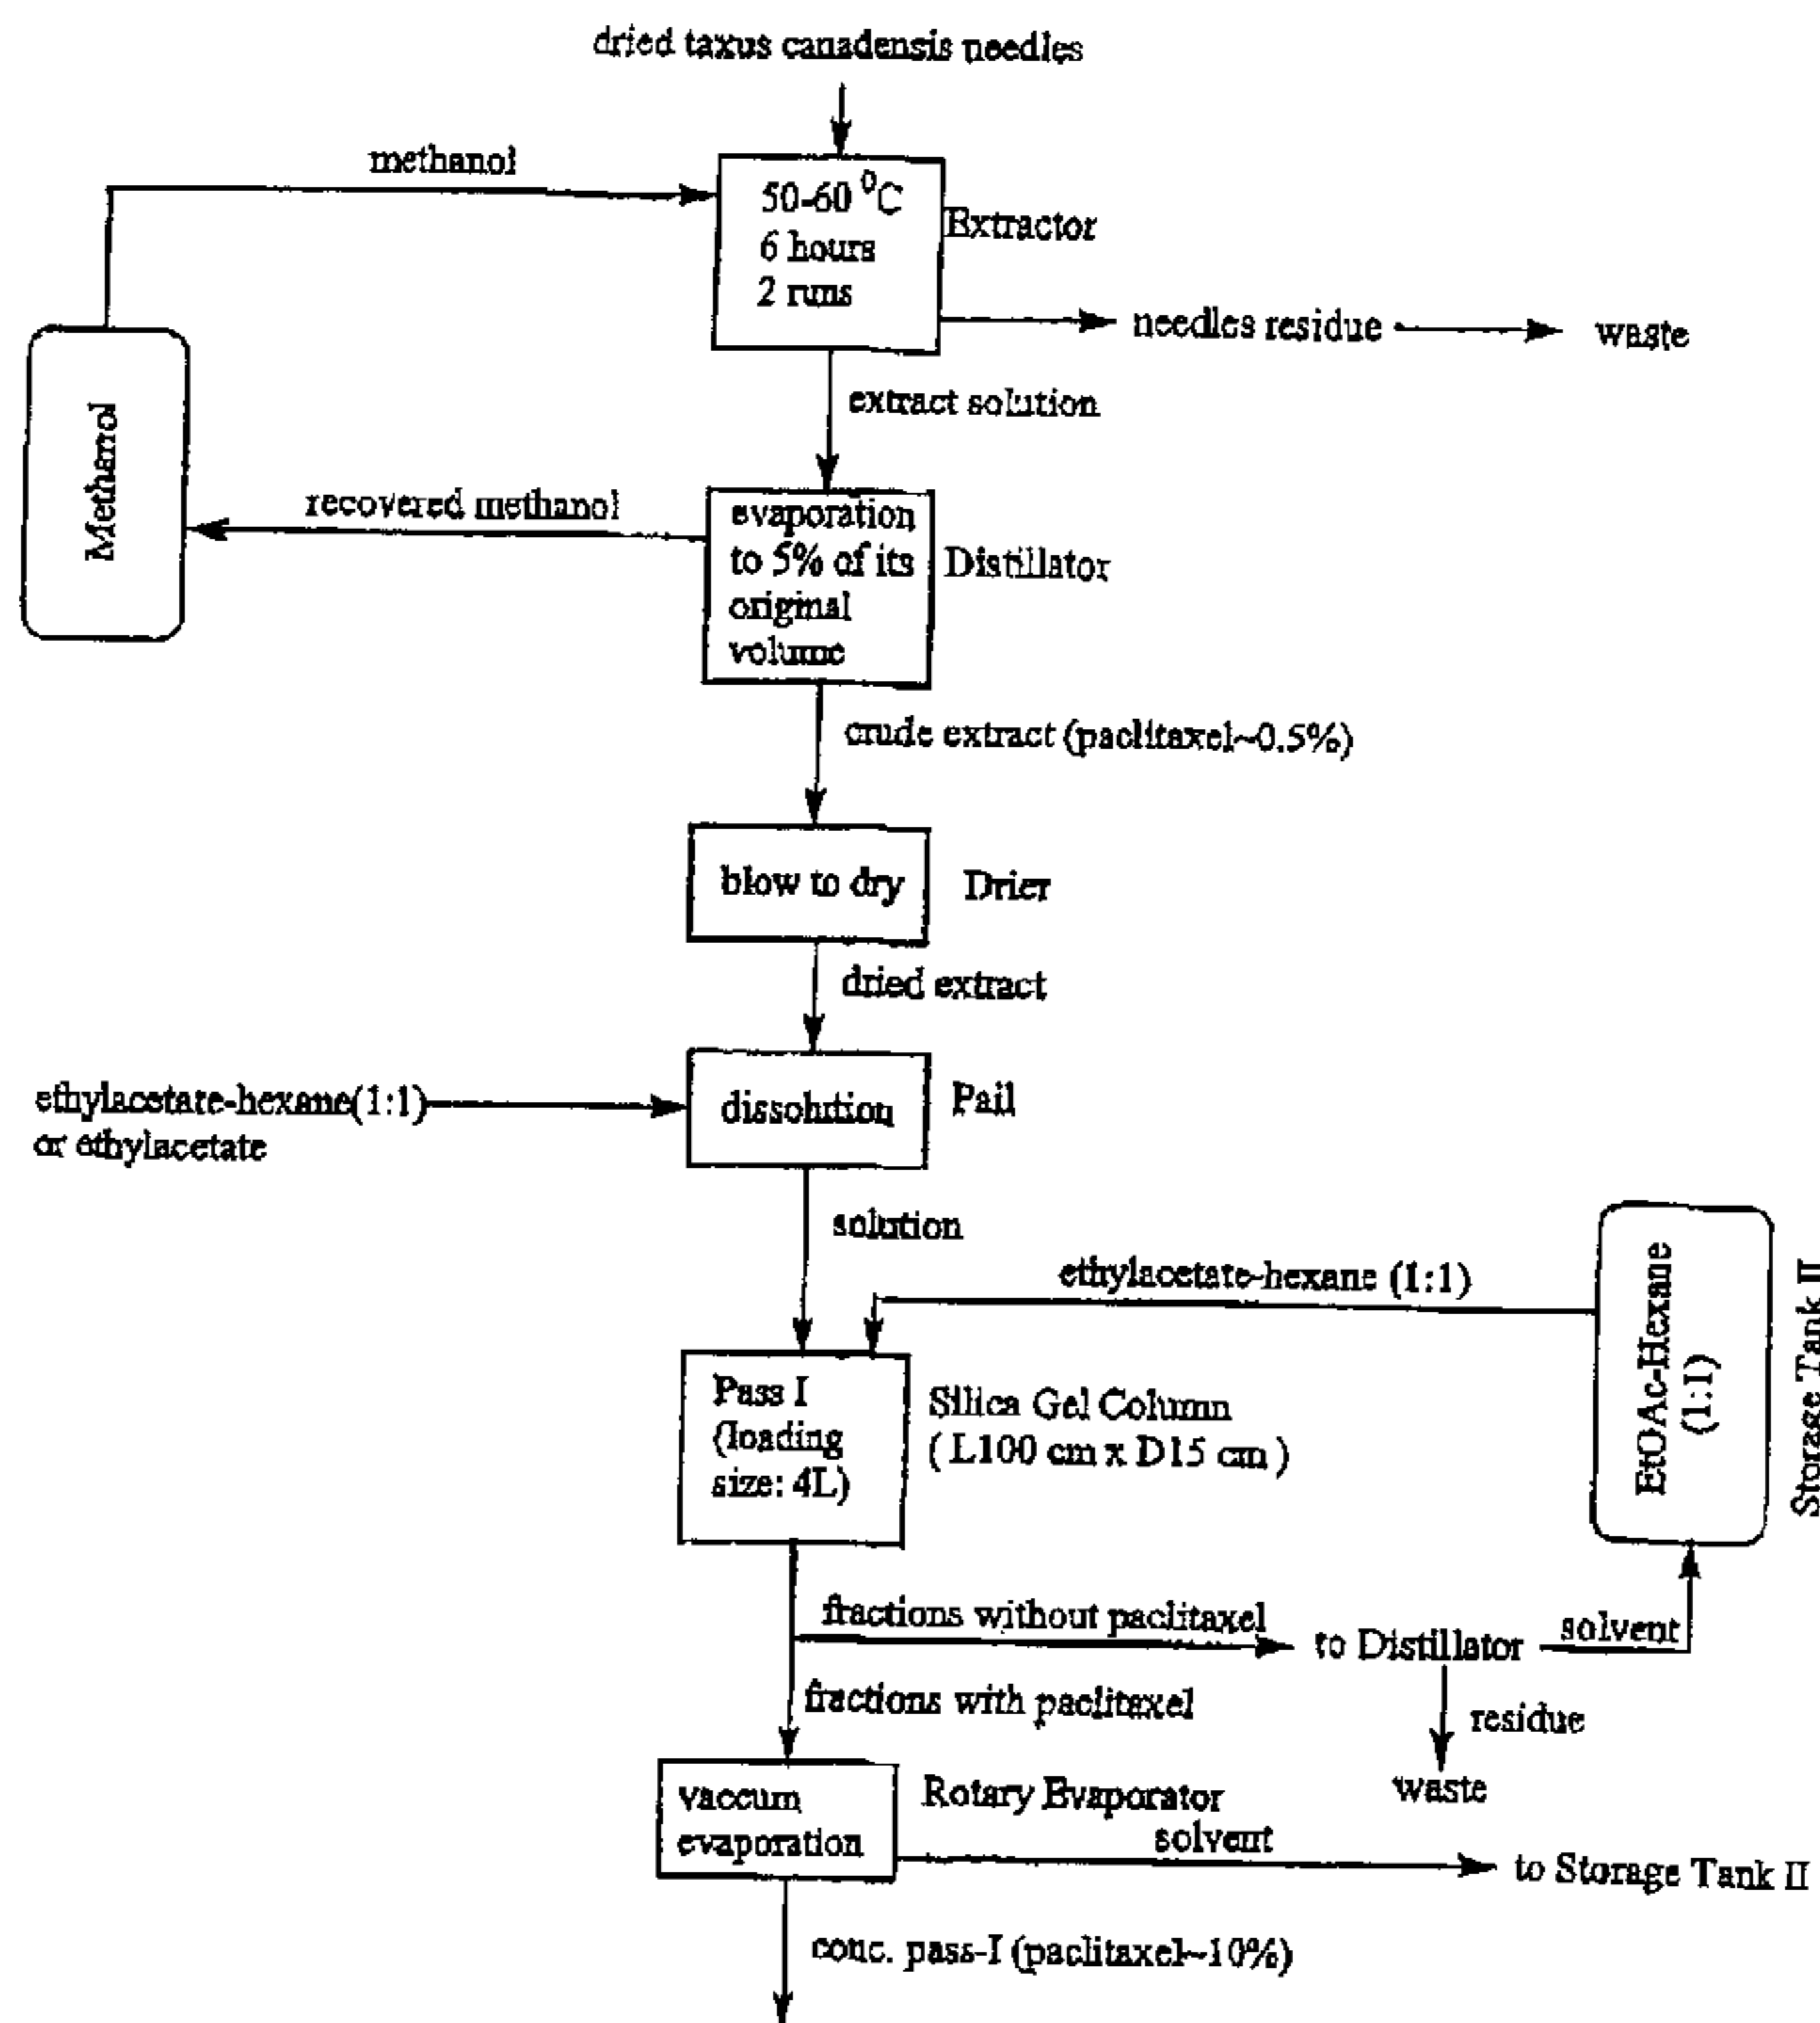 dried taxus canadensis needles
methanol
50-60 ⁰C
6 hours
2 runs
Extractor
needles residue
waste
extract solution
Methanol
recovered methanol
evaporation
to 5% of its
original
volume
Distillator
crude extract (paclitaxel~0.5%)
blow to dry
Drier
dried extract
ethylacetate-hexane(1:1)
or ethylacetate
dissolution
Pail
solution
ethylacetate-hexane (1:1)
EtOAc-Hexane
(1:1)
Storage Tank II
Pass I
(loading
size: 4L)
Silica Gel Column
( L100 cm x D15 cm )
fractions without paclitaxel
to Distillator
solvent
fractions with paclitaxel
residue
waste
vaccum
evaporation
Rotary Evaporator
solvent
to Storage Tank II
conc. pass-I (paclitaxel~10%)